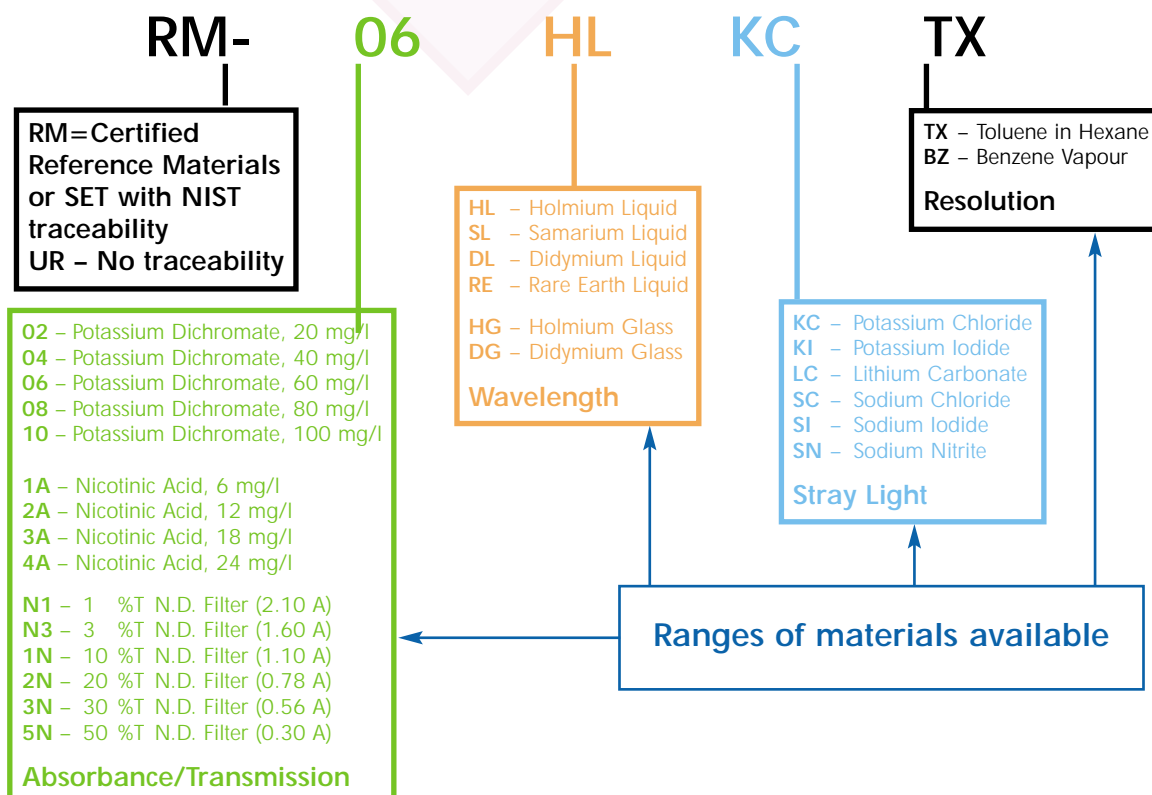 RM- 06 HL KC TX
RM=Certified
Reference Materials
or SET with NIST
traceability
UR – No traceability
02 – Potassium Dichromate, 20 mg/l
04 – Potassium Dichromate, 40 mg/l
06 – Potassium Dichromate, 60 mg/l
08 – Potassium Dichromate, 80 mg/l
10 – Potassium Dichromate, 100 mg/l
1A – Nicotinic Acid, 6 mg/l
2A – Nicotinic Acid, 12 mg/l
3A – Nicotinic Acid, 18 mg/l
4A – Nicotinic Acid, 24 mg/l
N1 – 1 %T N.D. Filter (2.10 A)
N3 – 3 %T N.D. Filter (1.60 A)
1N – 10 %T N.D. Filter (1.10 A)
2N – 20 %T N.D. Filter (0.78 A)
3N – 30 %T N.D. Filter (0.56 A)
5N – 50 %T N.D. Filter (0.30 A)
Absorbance/Transmission
HL – Holmium Liquid
SL – Samarium Liquid
DL – Didymium Liquid
RE – Rare Earth Liquid
HG – Holmium Glass
DG – Didymium Glass
Wavelength
KC – Potassium Chloride
KI – Potassium Iodide
LC – Lithium Carbonate
SC – Sodium Chloride
SI – Sodium Iodide
SN – Sodium Nitrite
Stray Light
TX – Toluene in Hexane
BZ – Benzene Vapour
Resolution
Ranges of materials available